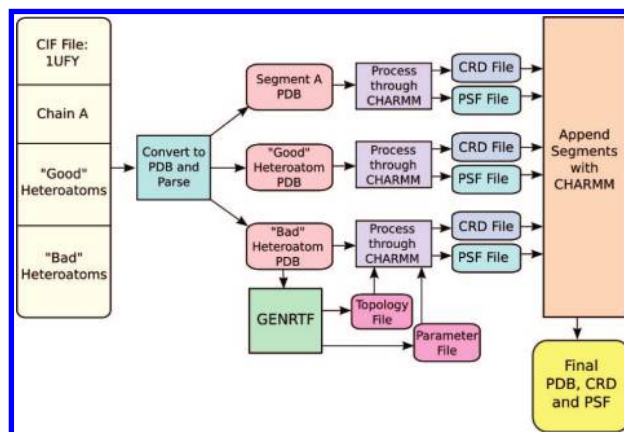 CIF File:
1UFY
Chain A
"Good"
Heteroatoms
"Bad"
Heteroatoms
Convert to
PDB and
Parse
Segment A
PDB
Process through
CHARMM
CRD File
PSF File
"Good"
Heteroatom
PDB
Process
through
CHARMM
CRD File
PSF File
"Bad"
Heteroatom
PDB
Process
through
CHARMM
CRD File
PSF File
GENRTF
Topology
File
Parameter
File
Append
Segments
with
CHARMM
Final
PDB, CRD
and PSF